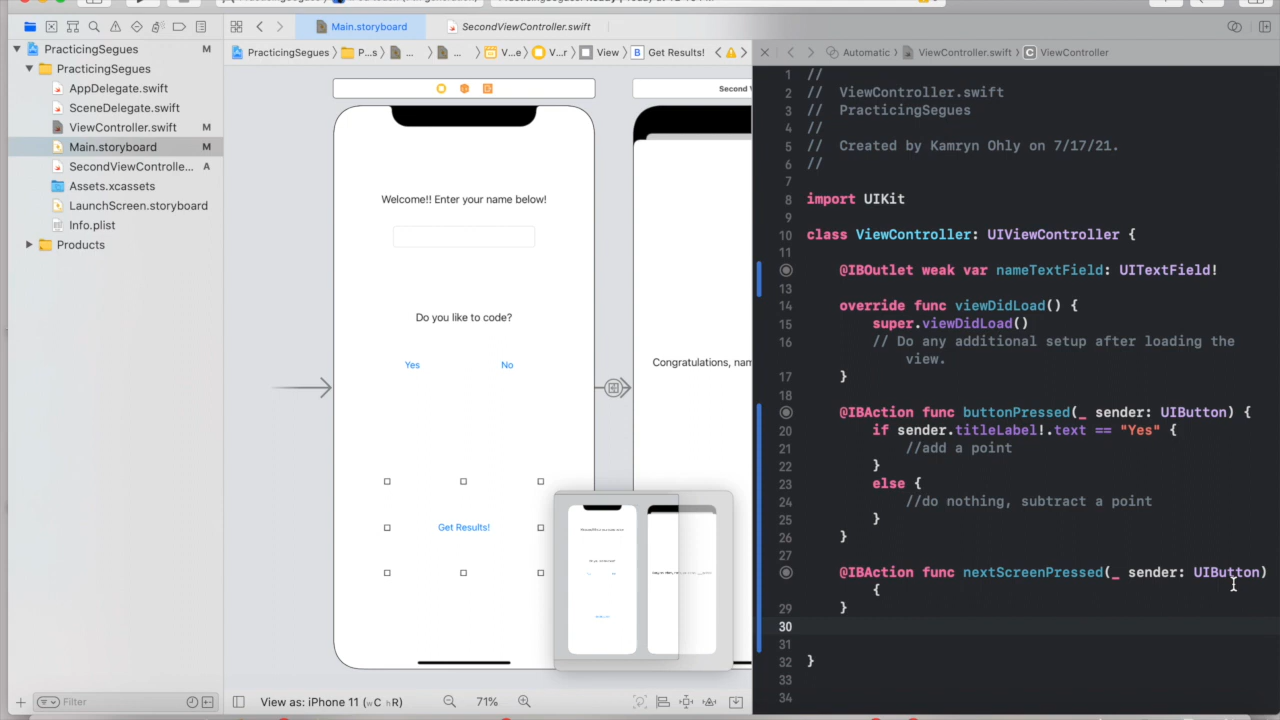 Main.storyboard
SecondViewController.swift
PracticingSegues
P...s
V...e
V...r
View
B
Get Results!
Automatic
ViewController.swift
C
ViewController
PracticingSegues M
PracticingSegues
AppDelegate.swift
SceneDelegate.swift
ViewController.swift M
Main.storyboard M
SecondViewControlle... A
Assets.xcassets
LaunchScreen.storyboard
Info.plist
Products
Filter
Second V
Welcome!! Enter your name below!
Do you like to code?
Yes
No
Get Results!
Congratulations, nam
View as: iPhone 11 (wC hR)
71%
1 //
2 //  ViewController.swift
3 //  PracticingSegues
4 //
5 //  Created by Kamryn Ohly on 7/17/21.
6 //
7
8 import UIKit
9
10 class ViewController: UIViewController {
11
@IBOutlet weak var nameTextField: UITextField!
13
14 override func viewDidLoad() {
15 super.viewDidLoad()
16 // Do any additional setup after loading the
view.
17 }
18
@IBAction func buttonPressed(_ sender: UIButton) {
20 if sender.titleLabel!.text == "Yes" {
21 //add a point
22 }
23 else {
24 //do nothing, subtract a point
25 }
26 }
27
@IBAction func nextScreenPressed(_ sender: UIButton)
{
29 }
30
31
32 }
33
34